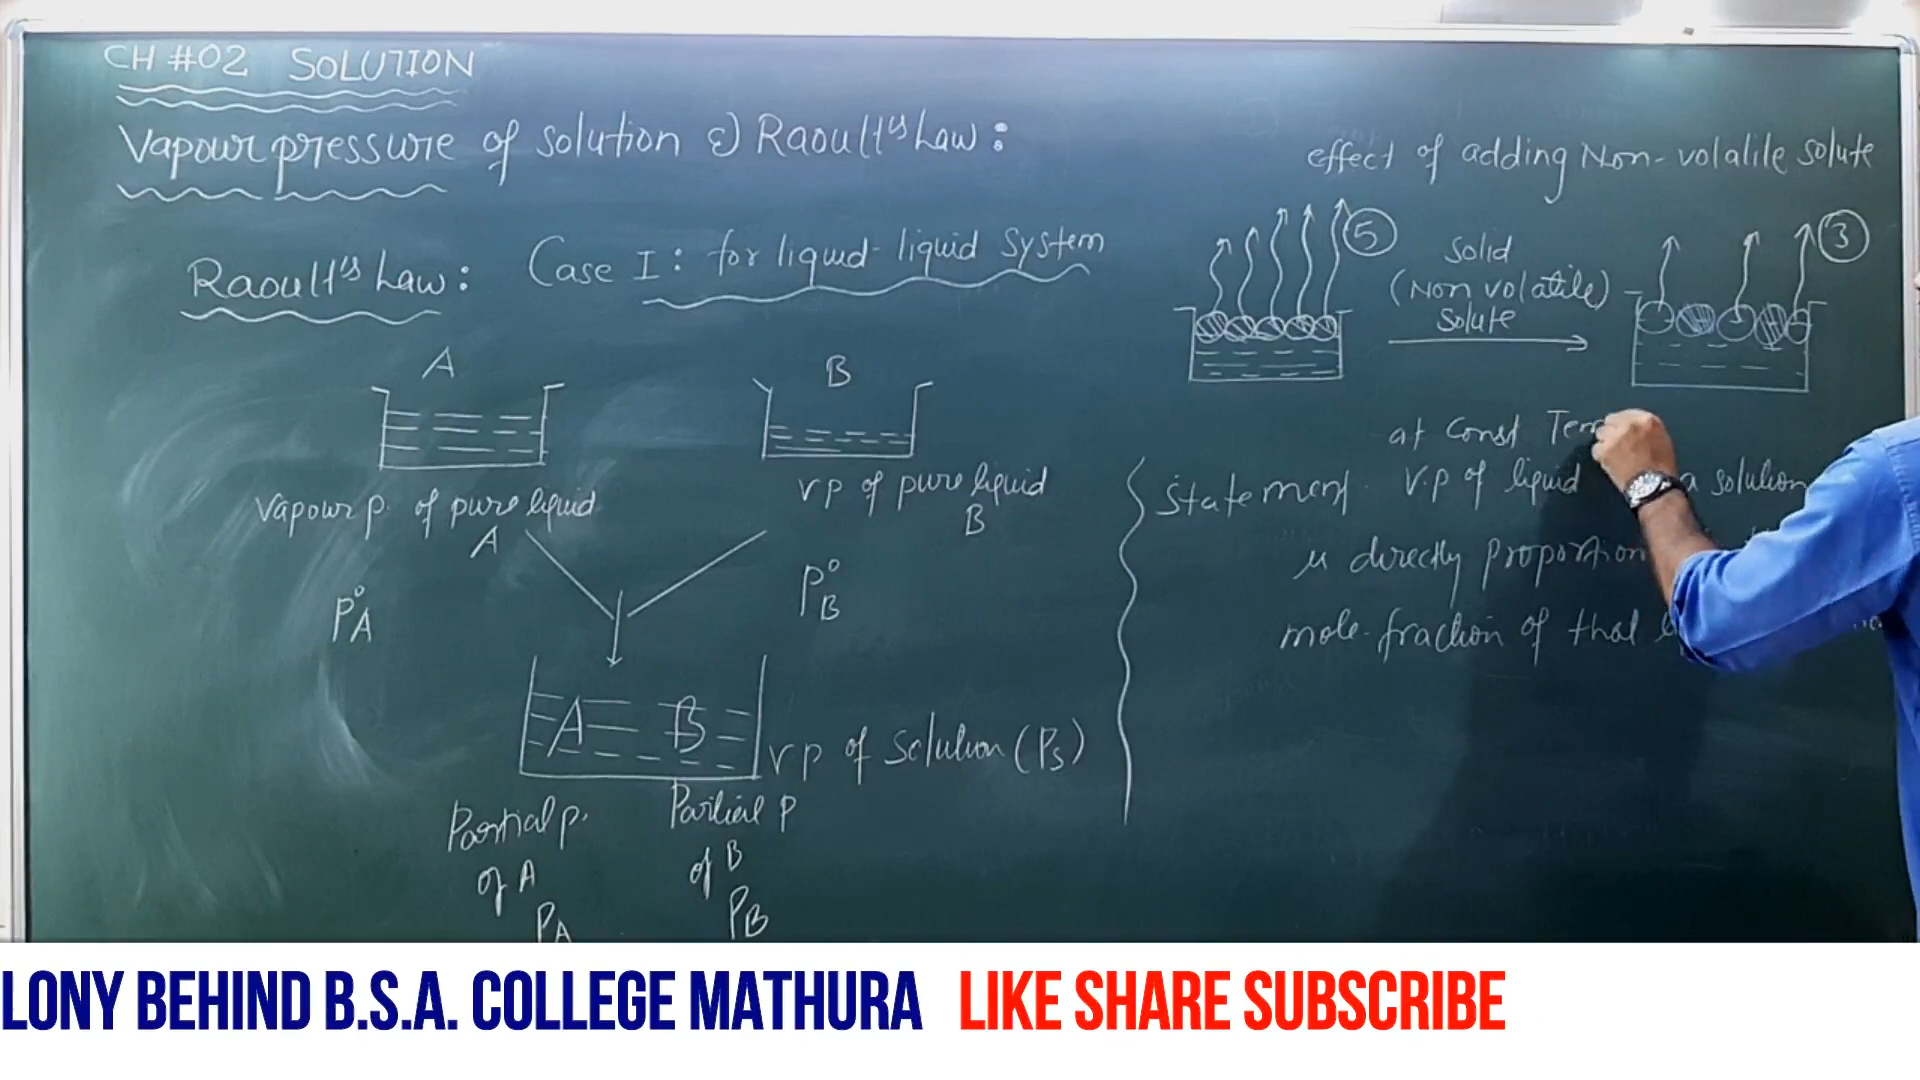 CH #02 SOLUTION
Vapour pressure of solution & Raoult's Law :
Raoult's Law : Case I : for liquid-liquid System
A
B
Vapour p. of pure liquid
A
P°A
v p of pure liquid
B
P°B
A B
v p of Solution (Ps)
Partial p.
of A
PA
Partial p
of B
PB
effect of adding Non-volatile solute
5
Solid
(Non volatile)
Solute
3
at Const Tem
Statement. V.p of liquid a solution
is directly proportion
mole-fraction of that
LONY BEHIND B.S.A. COLLEGE MATHURA LIKE SHARE SUBSCRIBE